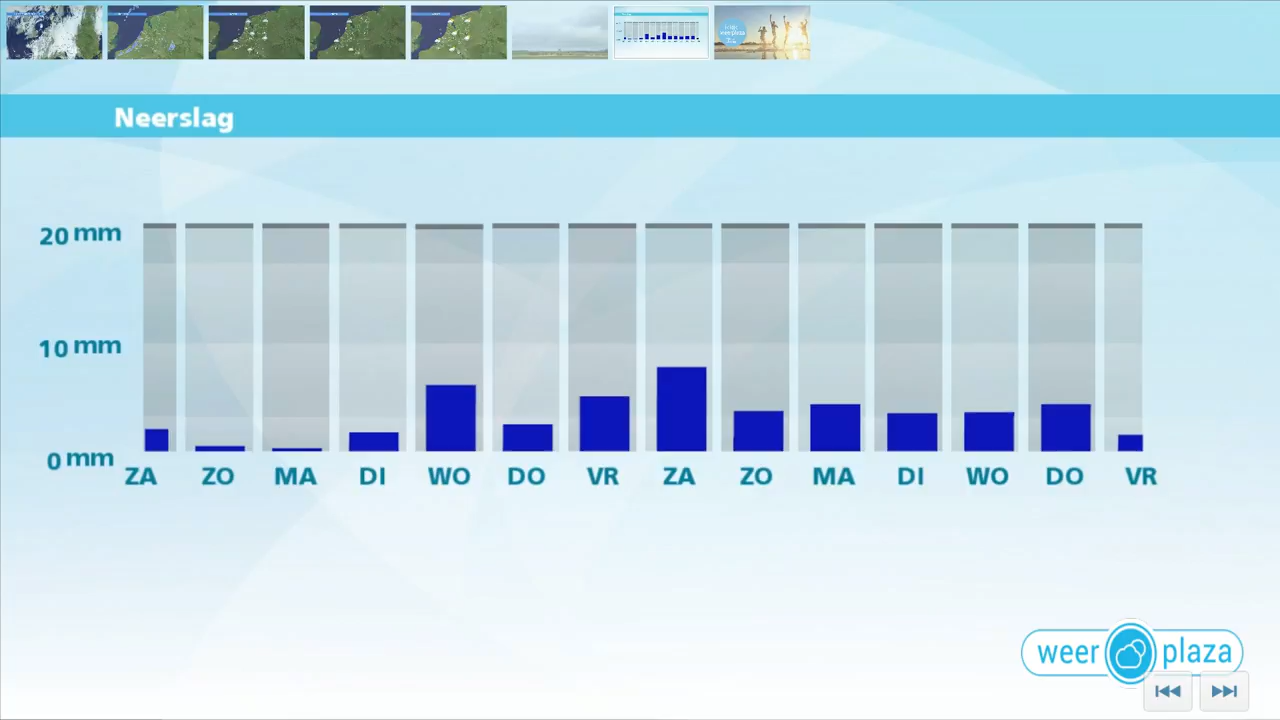 Neerslag
20 mm
10 mm
0 mm
ZA ZO MA DI WO DO VR ZA ZO MA DI WO DO VR
weer plaza